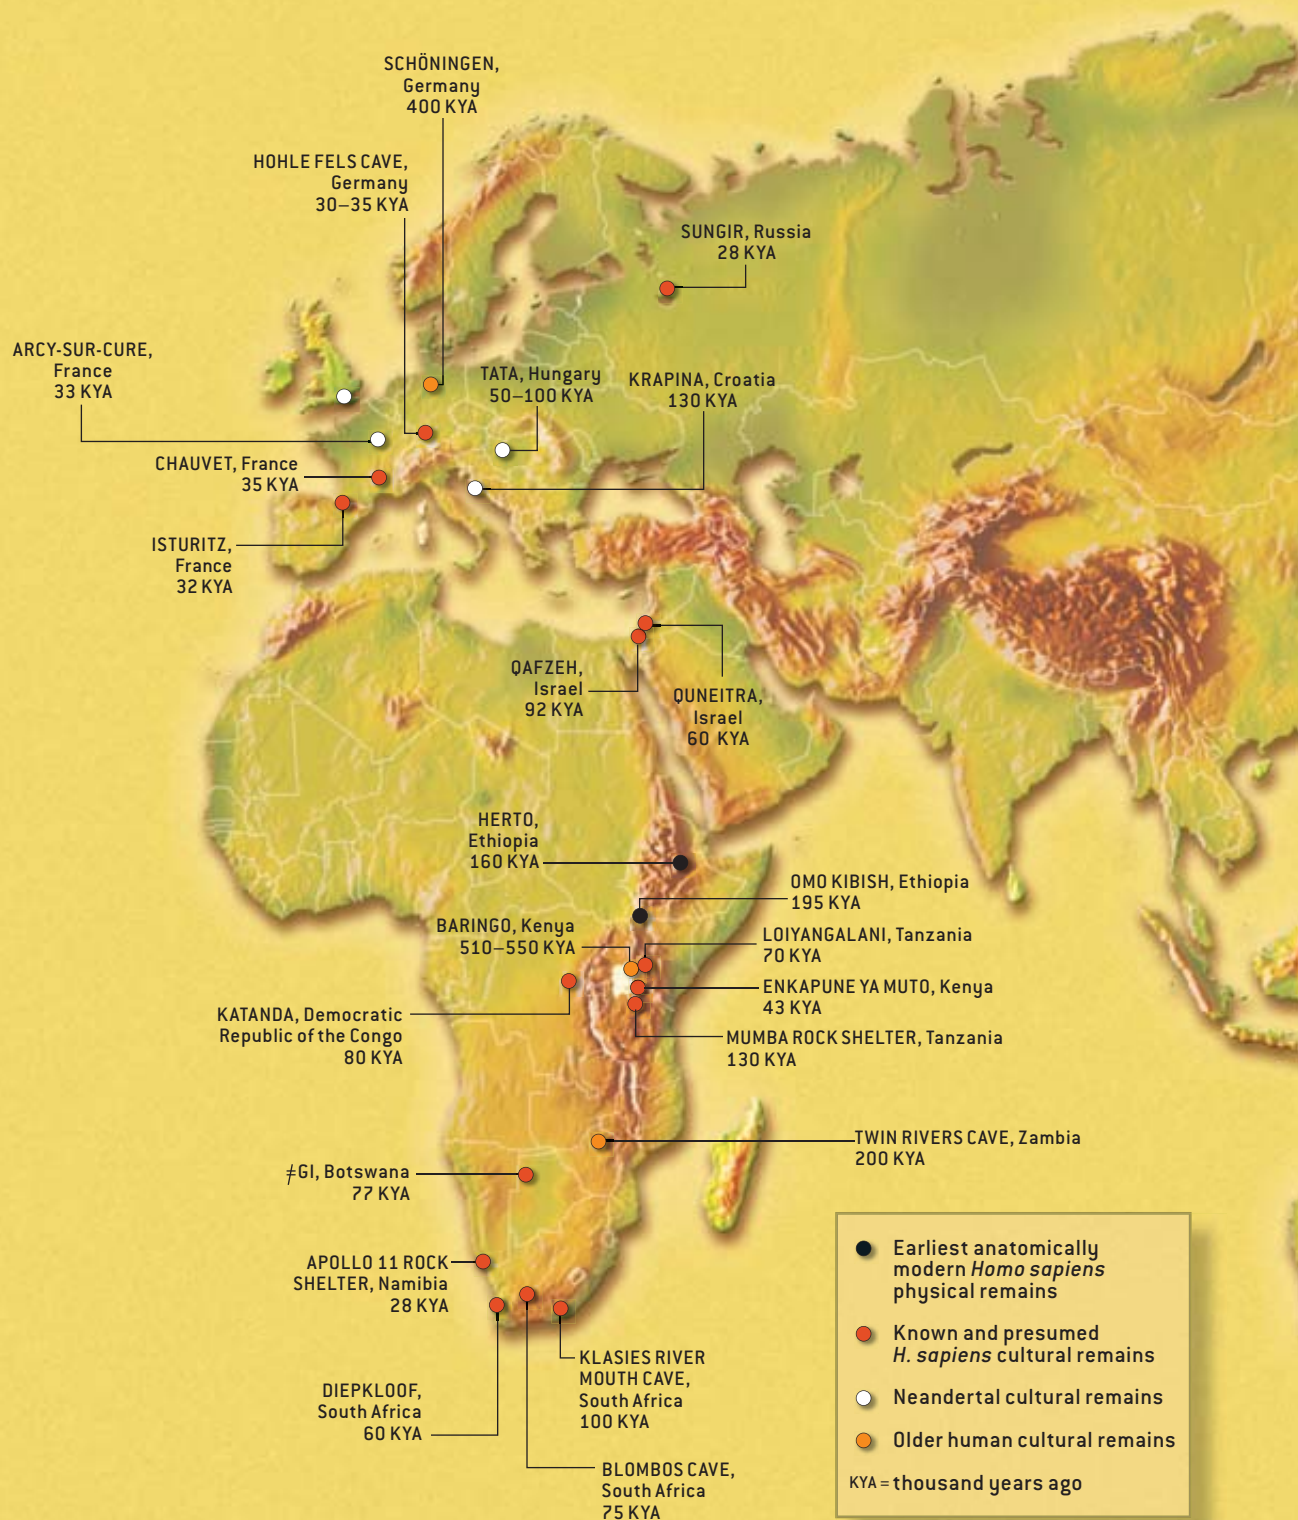 SCHÖNINGEN,
Germany
400 KYA
HOHLE FELS CAVE,
Germany
30–35 KYA
SUNGIR, Russia
28 KYA
ARCY-SUR-CURE,
France
33 KYA
TATA, Hungary
50–100 KYA
KRAPINA, Croatia
130 KYA
CHAUVET, France
35 KYA
ISTURITZ,
France
32 KYA
QAFZEH,
Israel
92 KYA
QUNEITRA,
Israel
60 KYA
HERTO,
Ethiopia
160 KYA
OMO KIBISH, Ethiopia
195 KYA
BARINGO, Kenya
510–550 KYA
LOIYANGALANI, Tanzania
70 KYA
ENKAPUNE YA MUTO, Kenya
43 KYA
KATANDA, Democratic
Republic of the Congo
80 KYA
MUMBA ROCK SHELTER, Tanzania
130 KYA
TWIN RIVERS CAVE, Zambia
200 KYA
≠GI, Botswana
77 KYA
APOLLO 11 ROCK
SHELTER, Namibia
28 KYA
KLASIES RIVER
MOUTH CAVE,
South Africa
100 KYA
DIEPKLOOF,
South Africa
60 KYA
BLOMBOS CAVE,
South Africa
75 KYA
Earliest anatomically
modern Homo sapiens
physical remains
Known and presumed
H. sapiens cultural remains
Neandertal cultural remains
Older human cultural remains
KYA = thousand years ago